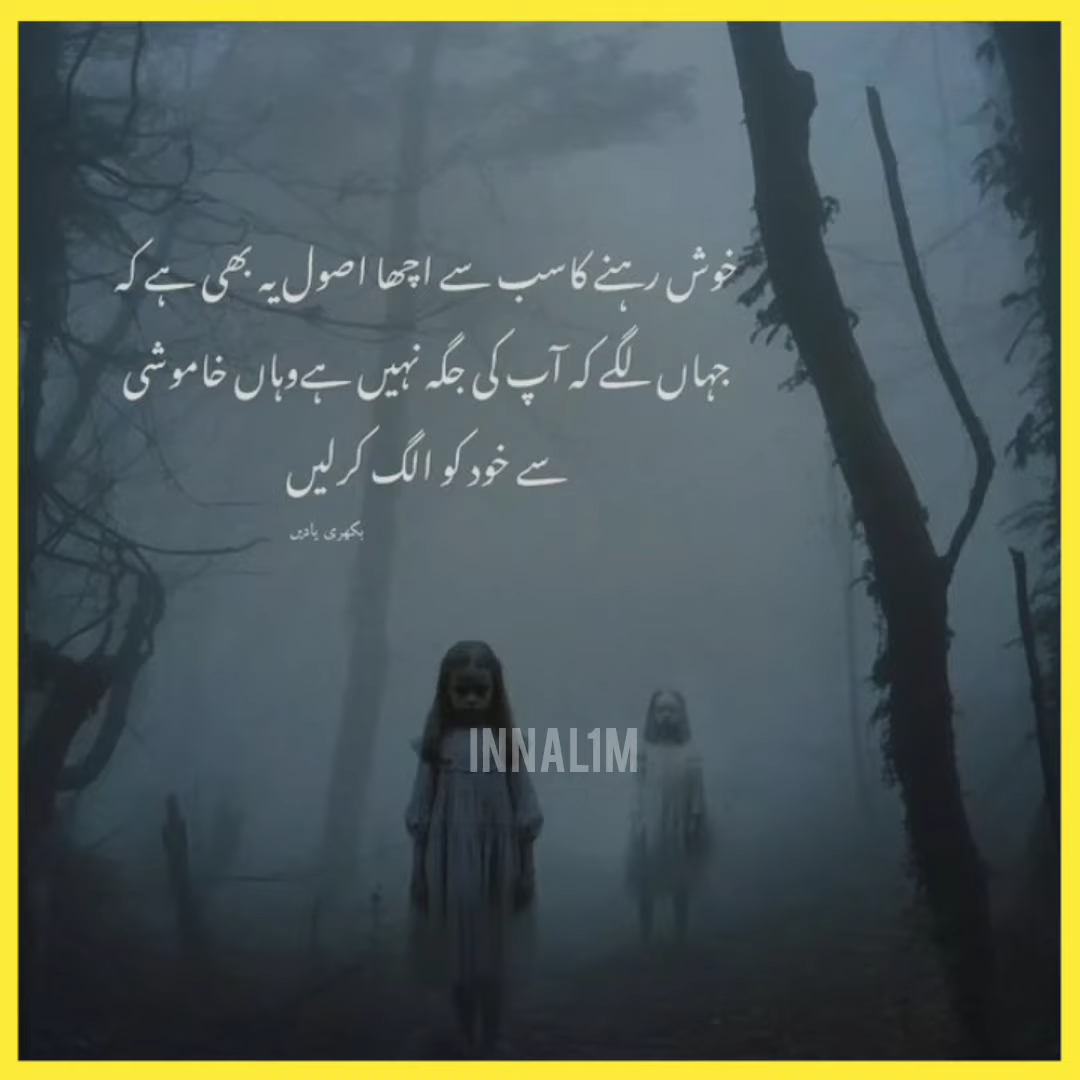 خوش رہنے کا سب سے اچھا اصول یہ بھی ہے کہ
جہاں لگے کہ آپ کی جگہ نہیں ہے وہاں خاموشی
سے خود کو الگ کر لیں
بکھری یادیں
INNAL1M